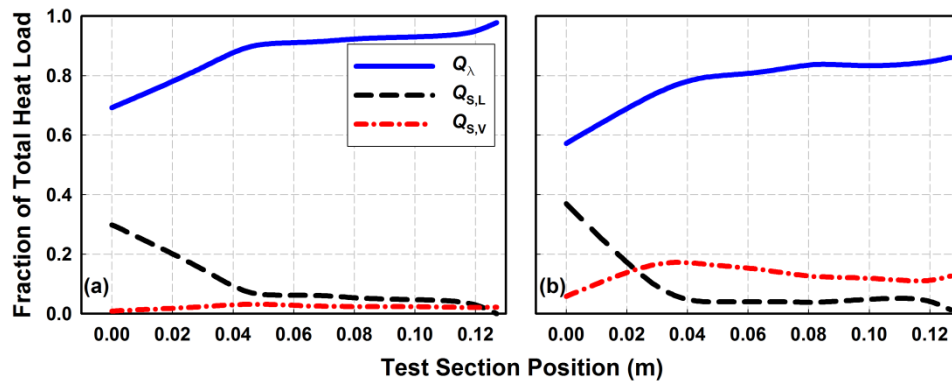 Fraction of Total Heat Load
1.0
0.8
0.6
0.4
0.2
0.0
Qλ
QS,L
QS,V
(a)
(b)
0.00 0.02 0.04 0.06 0.08 0.10 0.12
0.00 0.02 0.04 0.06 0.08 0.10 0.12
Test Section Position (m)